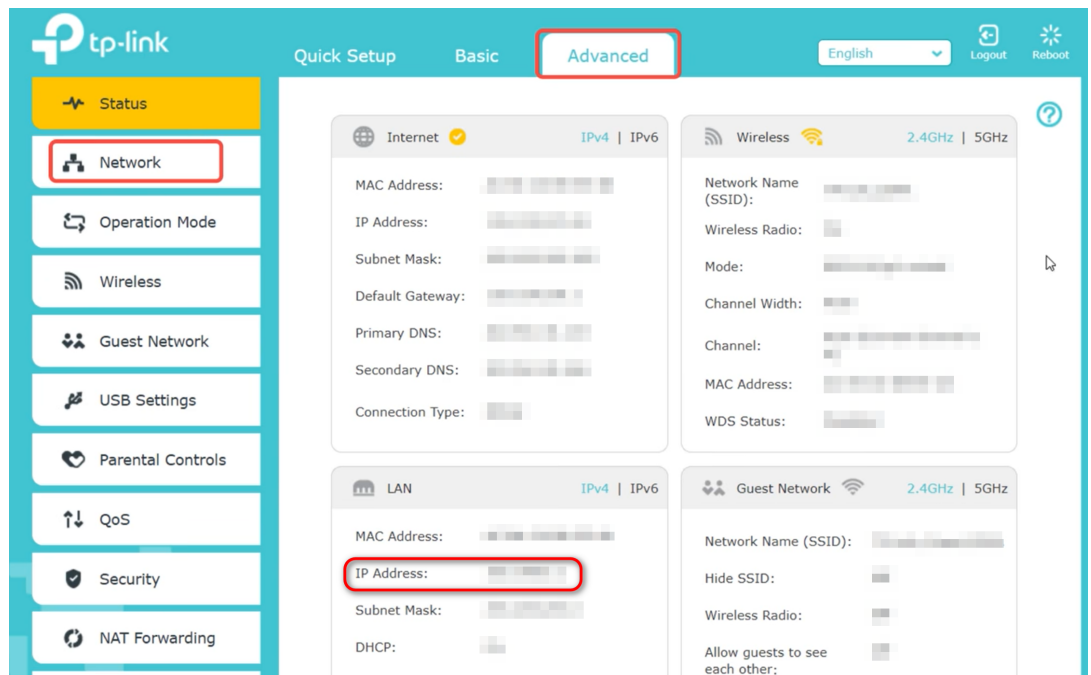 tp-link
Quick Setup Basic Advanced English Logout Reboot
Status
Network
Operation Mode
Wireless
Guest Network
USB Settings
Parental Controls
QoS
Security
NAT Forwarding
Internet IPv4 | IPv6
MAC Address:
IP Address:
Subnet Mask:
Default Gateway:
Primary DNS:
Secondary DNS:
Connection Type:
Wireless 2.4GHz | 5GHz
Network Name
(SSID):
Wireless Radio:
Mode:
Channel Width:
Channel:
MAC Address:
WDS Status:
LAN IPv4 | IPv6
MAC Address:
IP Address:
Subnet Mask:
DHCP:
Guest Network 2.4GHz | 5GHz
Network Name (SSID):
Hide SSID:
Wireless Radio:
Allow guests to see
each other: